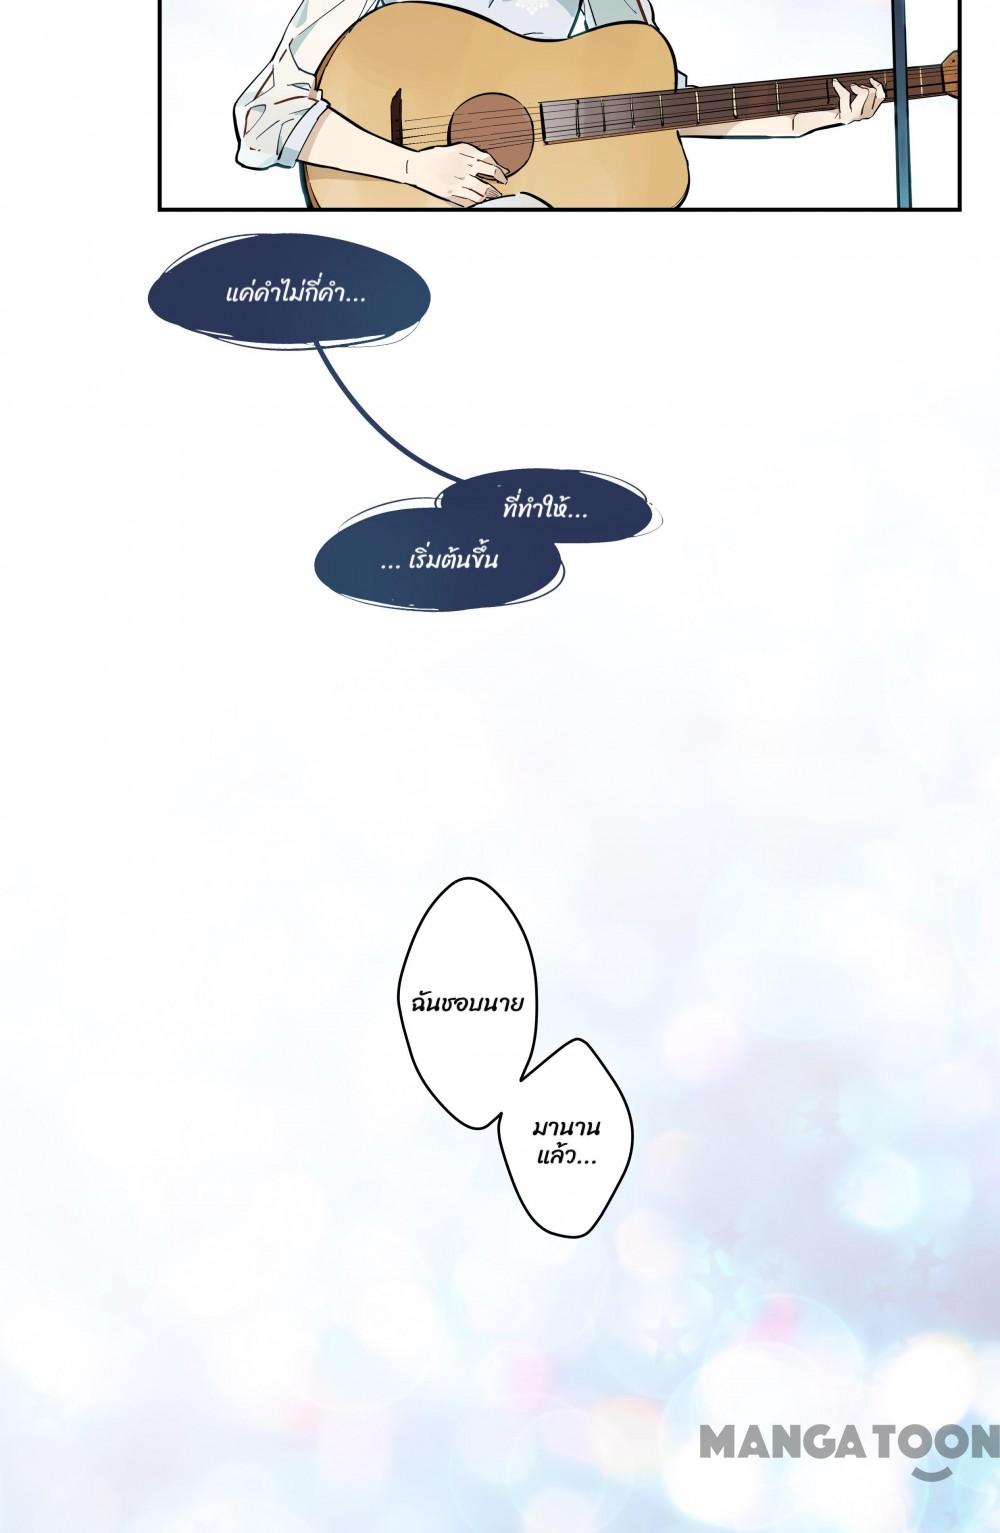 แค่คำไม่กี่คำ...
ที่ทำให้...
... เริ่มต้นขึ้น
ฉันชอบนาย
มานาน
แล้ว...
MANGATOON